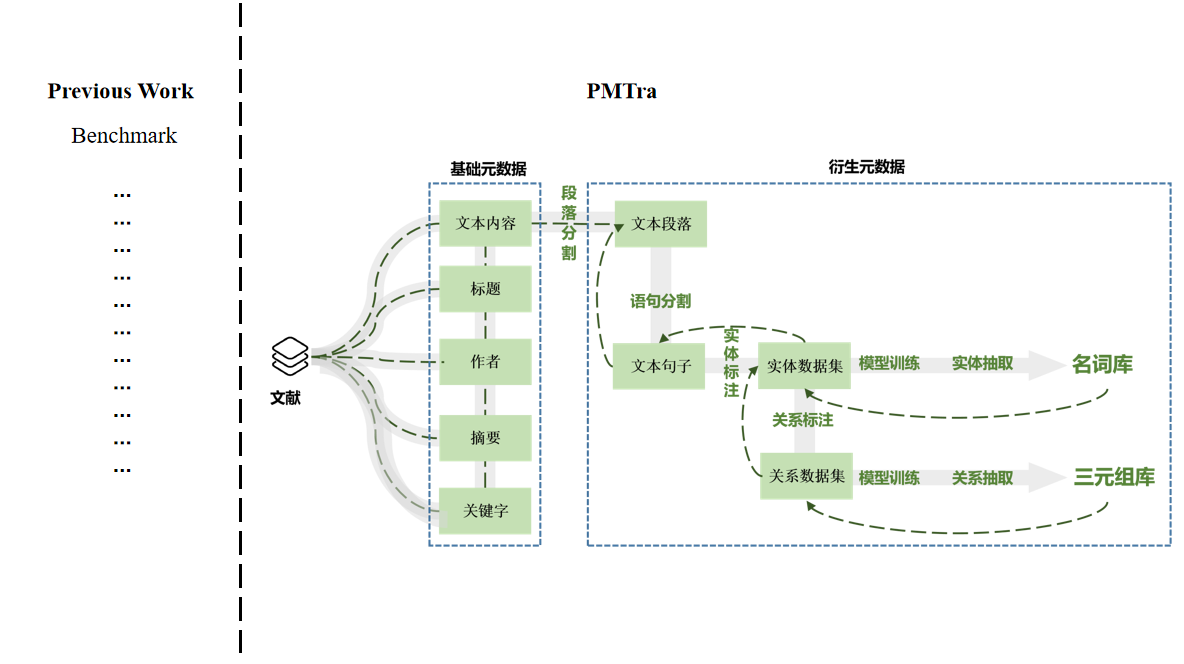 Previous Work
Benchmark
...
...
...
...
...
...
...
...
...
...
...
PMTra
基础元数据
衍生元数据
文献
文本内容
标题
作者
摘要
关键字
段落分割
文本段落
语句分割
文本句子
实体标注
实体数据集
模型训练
实体抽取
名词库
关系标注
关系数据集
模型训练
关系抽取
三元组库